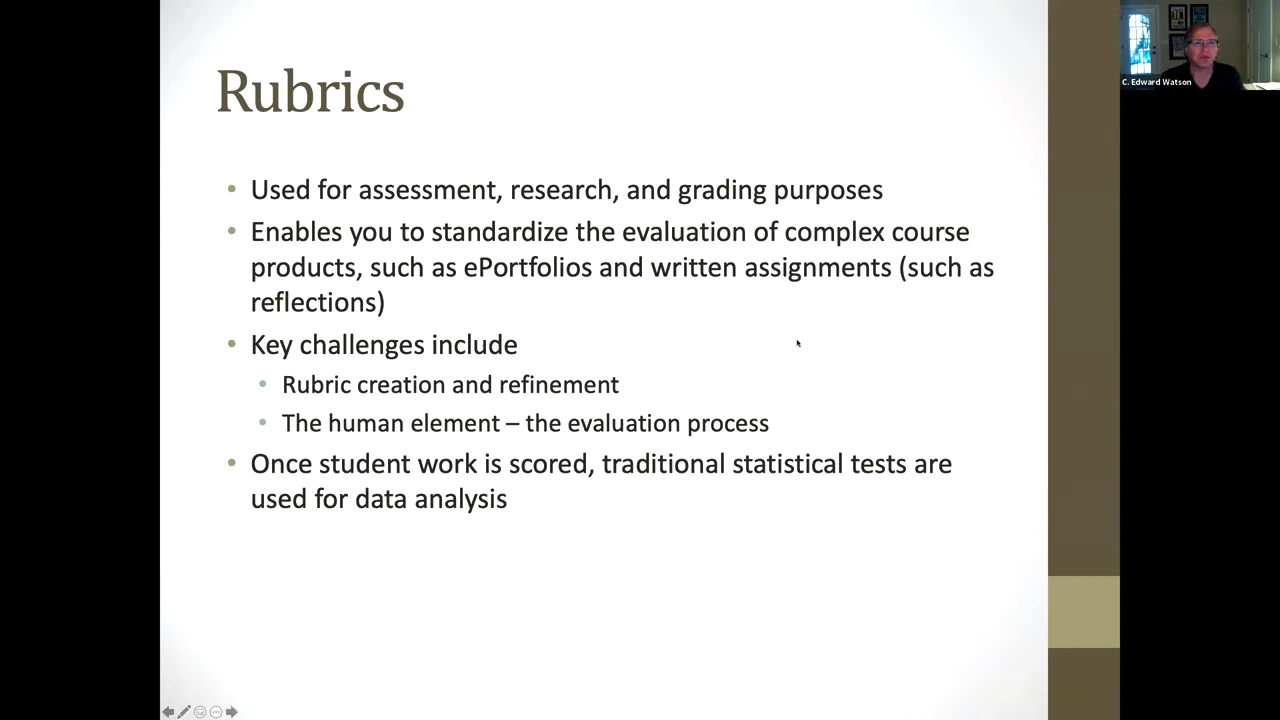 Rubrics
• Used for assessment, research, and grading purposes
• Enables you to standardize the evaluation of complex course
products, such as ePortfolios and written assignments (such as
reflections)
• Key challenges include
• Rubric creation and refinement
• The human element – the evaluation process
• Once student work is scored, traditional statistical tests are
used for data analysis
C. Edward Watson